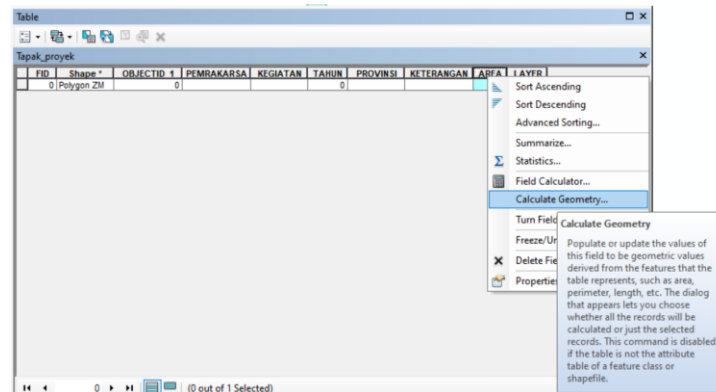 Table
Tapak_proyek
FID Shape * OBJECTID_1 PEMRAKARSA KEGIATAN TAHUN PROVINSI KETERANGAN AREA LAYER
0 Polygon ZM 0 0
Sort Ascending
Sort Descending
Advanced Sorting...
Summarize...
Σ Statistics...
Field Calculator...
Calculate Geometry...
Turn Field
Freeze/Un
Delete Fie
Properties
Calculate Geometry
Populate or update the values of
this field to be geometric values
derived from the features that the
table represents, such as area,
perimeter, length, etc. The dialog
that appears lets you choose
whether all the records will be
calculated or just the selected
records. This command is disabled
if the table is not the attribute
table of a feature class or
shapefile.
0 (0 out of 1 Selected)